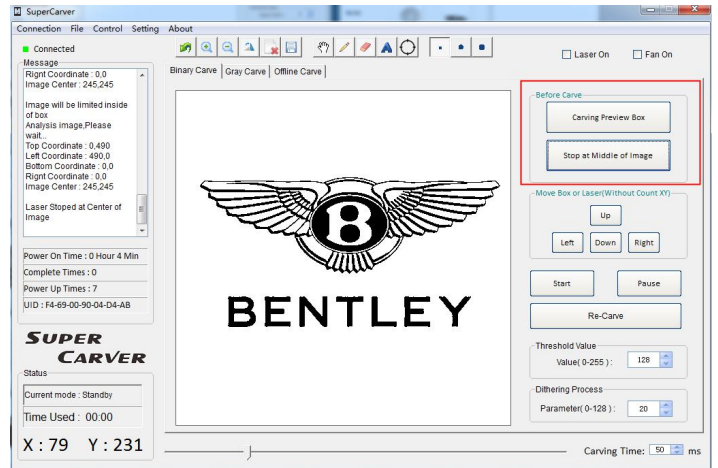 SuperCarver
Connection File Control Setting About
Connected
Message
Rignt Coordinate : 0,0
Image Center : 245,245
Image will be limited inside
of box
Analysis image,Please
wait...
Top Coordinate : 0,490
Left Coordinate : 490,0
Bottom Coordinate : 0,0
Rignt Coordinate : 0,0
Image Center : 245,245
Laser Stoped at Center of
Image
Power On Time : 0 Hour 4 Min
Complete Times : 0
Power Up Times : 7
UID : F4-69-00-90-04-D4-AB
SUPER
CARVER
Status
Current mode : Standby
Time Used : 00:00
X : 79 Y : 231
A
Binary Carve Gray Carve Offline Carve
B
BENTLEY
Laser On Fan On
Before Carve
Carving Preview Box
Stop at Middle of Image
Move Box or Laser(Without Count XY)
Up
Left Down Right
Start Pause
Re-Carve
Threshold Value
Value( 0-255 ) : 128
Dithering Process
Parameter( 0-128 ) : 20
Carving Time: 50 ms